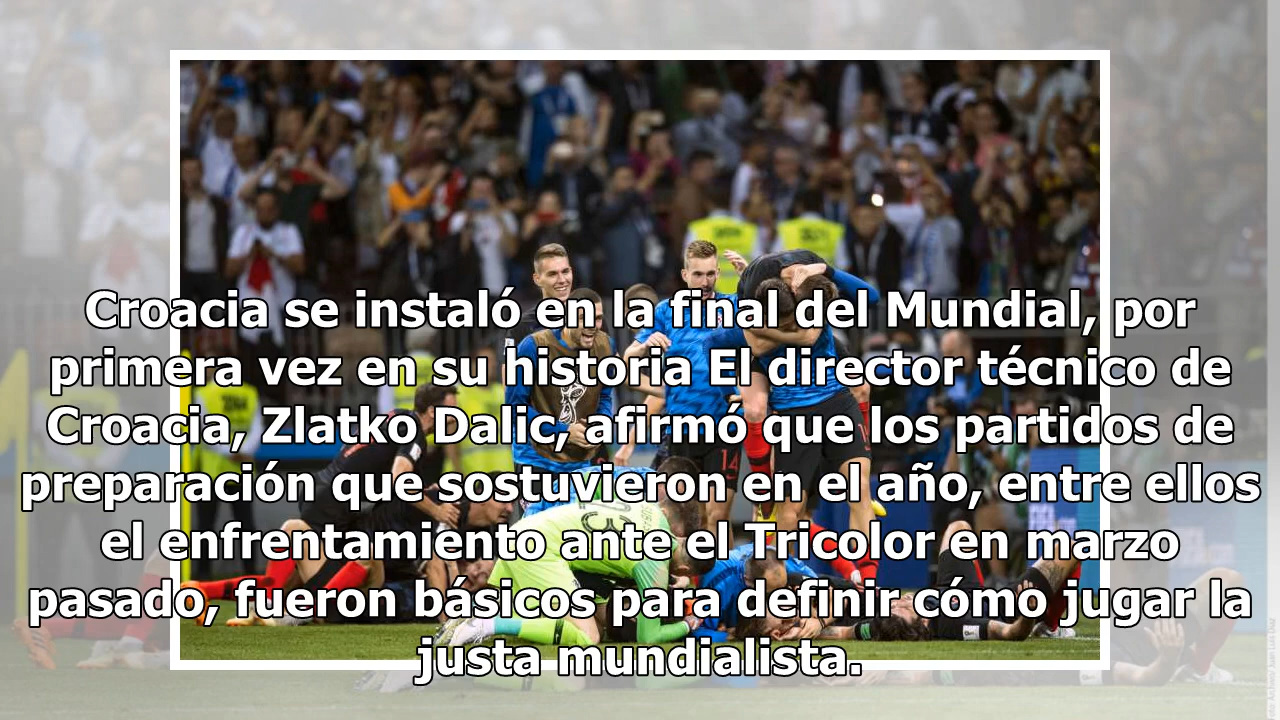 Croacia se instaló en la final del Mundial, por
primera vez en su historia El director técnico de
Croacia, Zlatko Dalic, afirmó que los partidos de
preparación que sostuvieron en el año, entre ellos
el enfrentamiento ante el Tricolor en marzo
pasado, fueron básicos para definir cómo jugar la
justa mundialista.
14
23